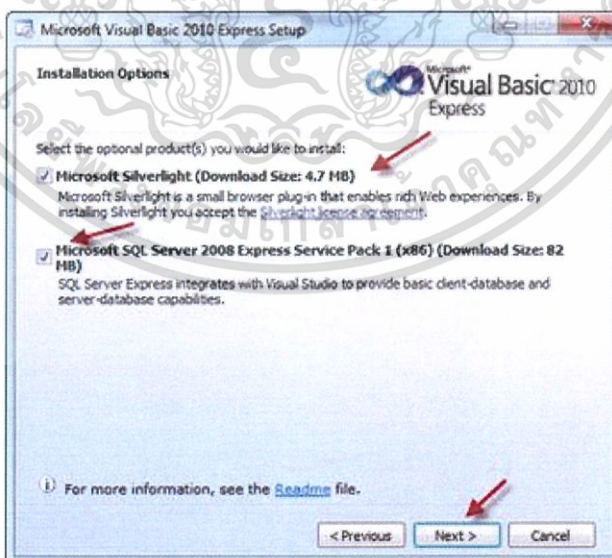 Microsoft Visual Basic 2010 Express Setup
Installation Options
Microsoft®
Visual Basic® 2010
Express
Select the optional product(s) you would like to install:
Microsoft Silverlight (Download Size: 4.7 MB)
Microsoft Silverlight is a small browser plug-in that enables rich Web experiences. By
installing Silverlight you accept the Silverlight license agreement.
Microsoft SQL Server 2008 Express Service Pack 1 (x86) (Download Size: 82
MB)
SQL Server Express integrates with Visual Studio to provide basic client-database and
server-database capabilities.
For more information, see the Readme file.
< Previous
Next >
Cancel